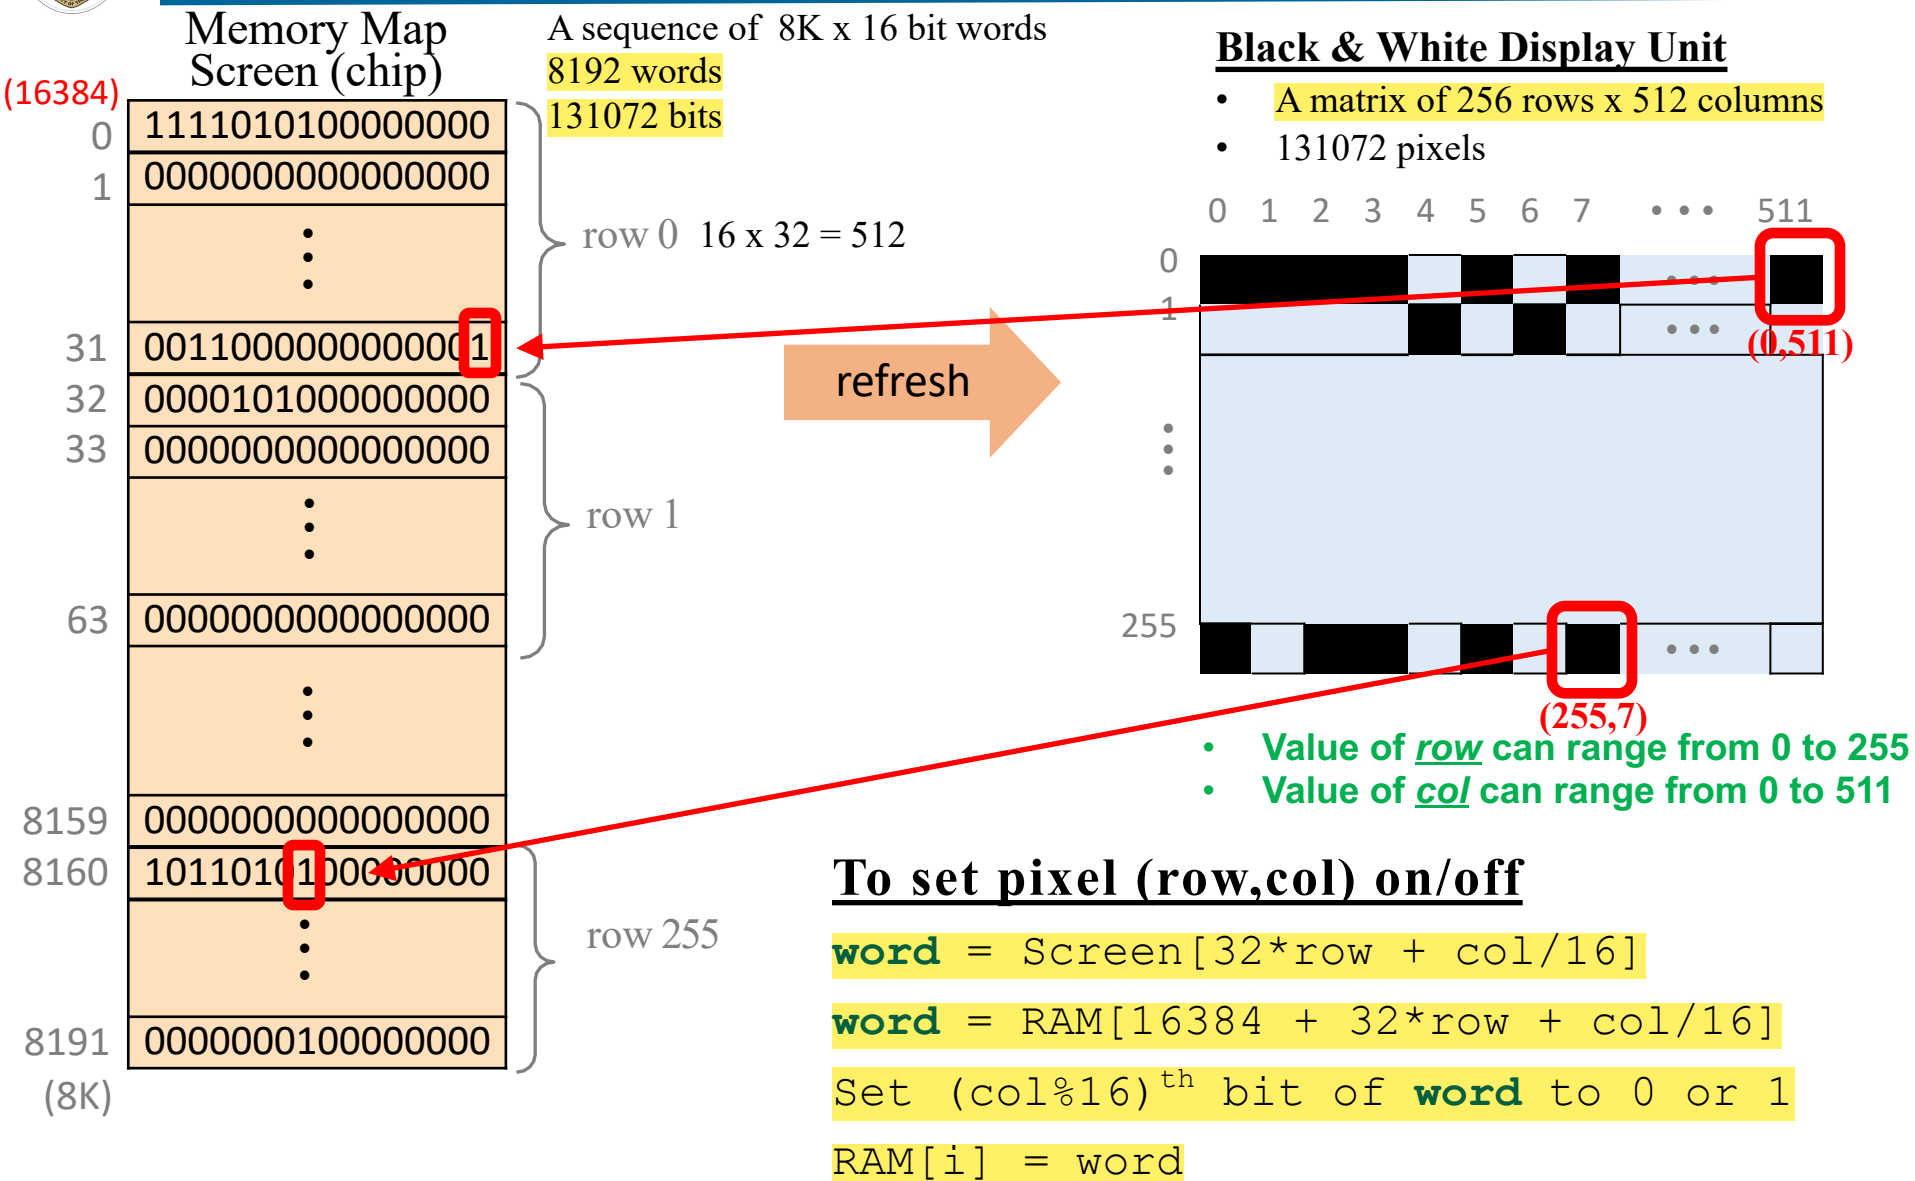 Memory Map
Screen (chip)
(16384)
0 1111010100000000
1 0000000000000000
31 0011000000000001
32 0000101000000000
33 0000000000000000
63 0000000000000000
8159 0000000000000000
8160 1011010100000000
8191 0000000100000000
(8K)
A sequence of 8K x 16 bit words
8192 words
131072 bits
row 0 16 x 32 = 512
row 1
row 255
refresh
Black & White Display Unit
• A matrix of 256 rows x 512 columns
• 131072 pixels
0 1 2 3 4 5 6 7 • • • 511
0
1
255
(0,511)
(255,7)
• Value of row can range from 0 to 255
• Value of col can range from 0 to 511
To set pixel (row,col) on/off
word = Screen[32*row + col/16]
word = RAM[16384 + 32*row + col/16]
Set (col%16)th bit of word to 0 or 1
RAM[i] = word